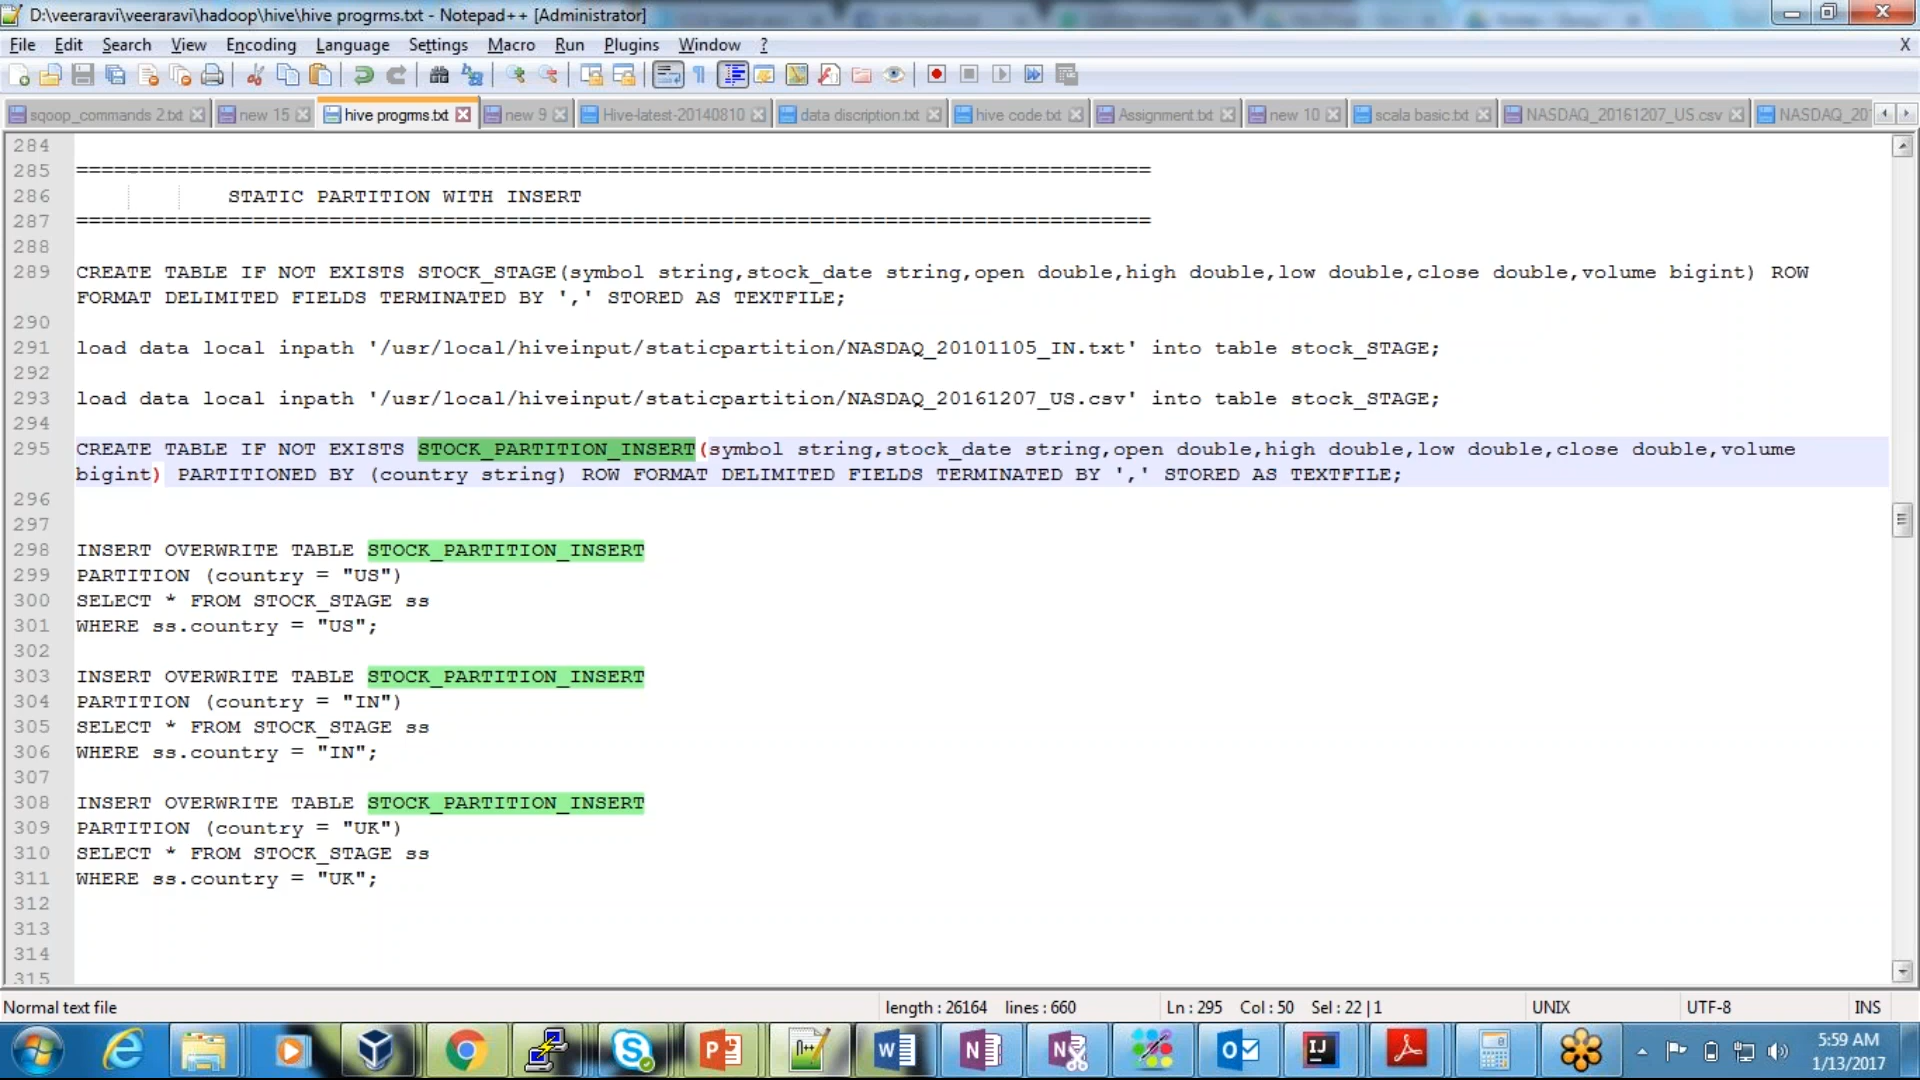 D:\veeraravi\veeraravi\hadoop\hive\hive progrms.txt - Notepad++ [Administrator]
File Edit Search View Encoding Language Settings Macro Run Plugins Window ? X
sqoop_commands 2.txt new 15 hive progrms.txt new 9 Hive-latest-20140810 data discription.txt hive code.txt Assignment.txt new 10 scala basic.txt NASDAQ_20161207_US.csv NASDAQ_20
284
285 =====================================================================================
286 STATIC PARTITION WITH INSERT
287 =====================================================================================
288
289 CREATE TABLE IF NOT EXISTS STOCK_STAGE(symbol string,stock_date string,open double,high double,low double,close double,volume bigint) ROW
FORMAT DELIMITED FIELDS TERMINATED BY ',' STORED AS TEXTFILE;
290
291 load data local inpath '/usr/local/hiveinput/staticpartition/NASDAQ_20101105_IN.txt' into table stock_STAGE;
292
293 load data local inpath '/usr/local/hiveinput/staticpartition/NASDAQ_20161207_US.csv' into table stock_STAGE;
294
295 CREATE TABLE IF NOT EXISTS STOCK_PARTITION_INSERT(symbol string,stock_date string,open double,high double,low double,close double,volume
bigint) PARTITIONED BY (country string) ROW FORMAT DELIMITED FIELDS TERMINATED BY ',' STORED AS TEXTFILE;
296
297
298 INSERT OVERWRITE TABLE STOCK_PARTITION_INSERT
299 PARTITION (country = "US")
300 SELECT * FROM STOCK_STAGE ss
301 WHERE ss.country = "US";
302
303 INSERT OVERWRITE TABLE STOCK_PARTITION_INSERT
304 PARTITION (country = "IN")
305 SELECT * FROM STOCK_STAGE ss
306 WHERE ss.country = "IN";
307
308 INSERT OVERWRITE TABLE STOCK_PARTITION_INSERT
309 PARTITION (country = "UK")
310 SELECT * FROM STOCK_STAGE ss
311 WHERE ss.country = "UK";
312
313
314
315
Normal text file length : 26164 lines : 660 Ln : 295 Col : 50 Sel : 22 | 1 UNIX UTF-8 INS
5:59 AM
1/13/2017